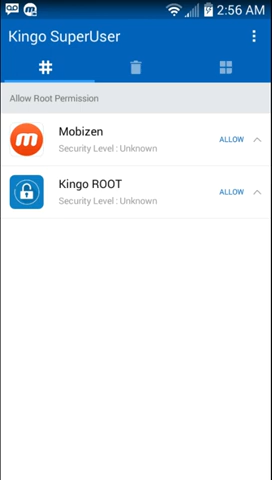 2:56 AM
Kingo SuperUser
#
Allow Root Permission
Mobizen
Security Level : Unknown
ALLOW
Kingo ROOT
Security Level : Unknown
ALLOW